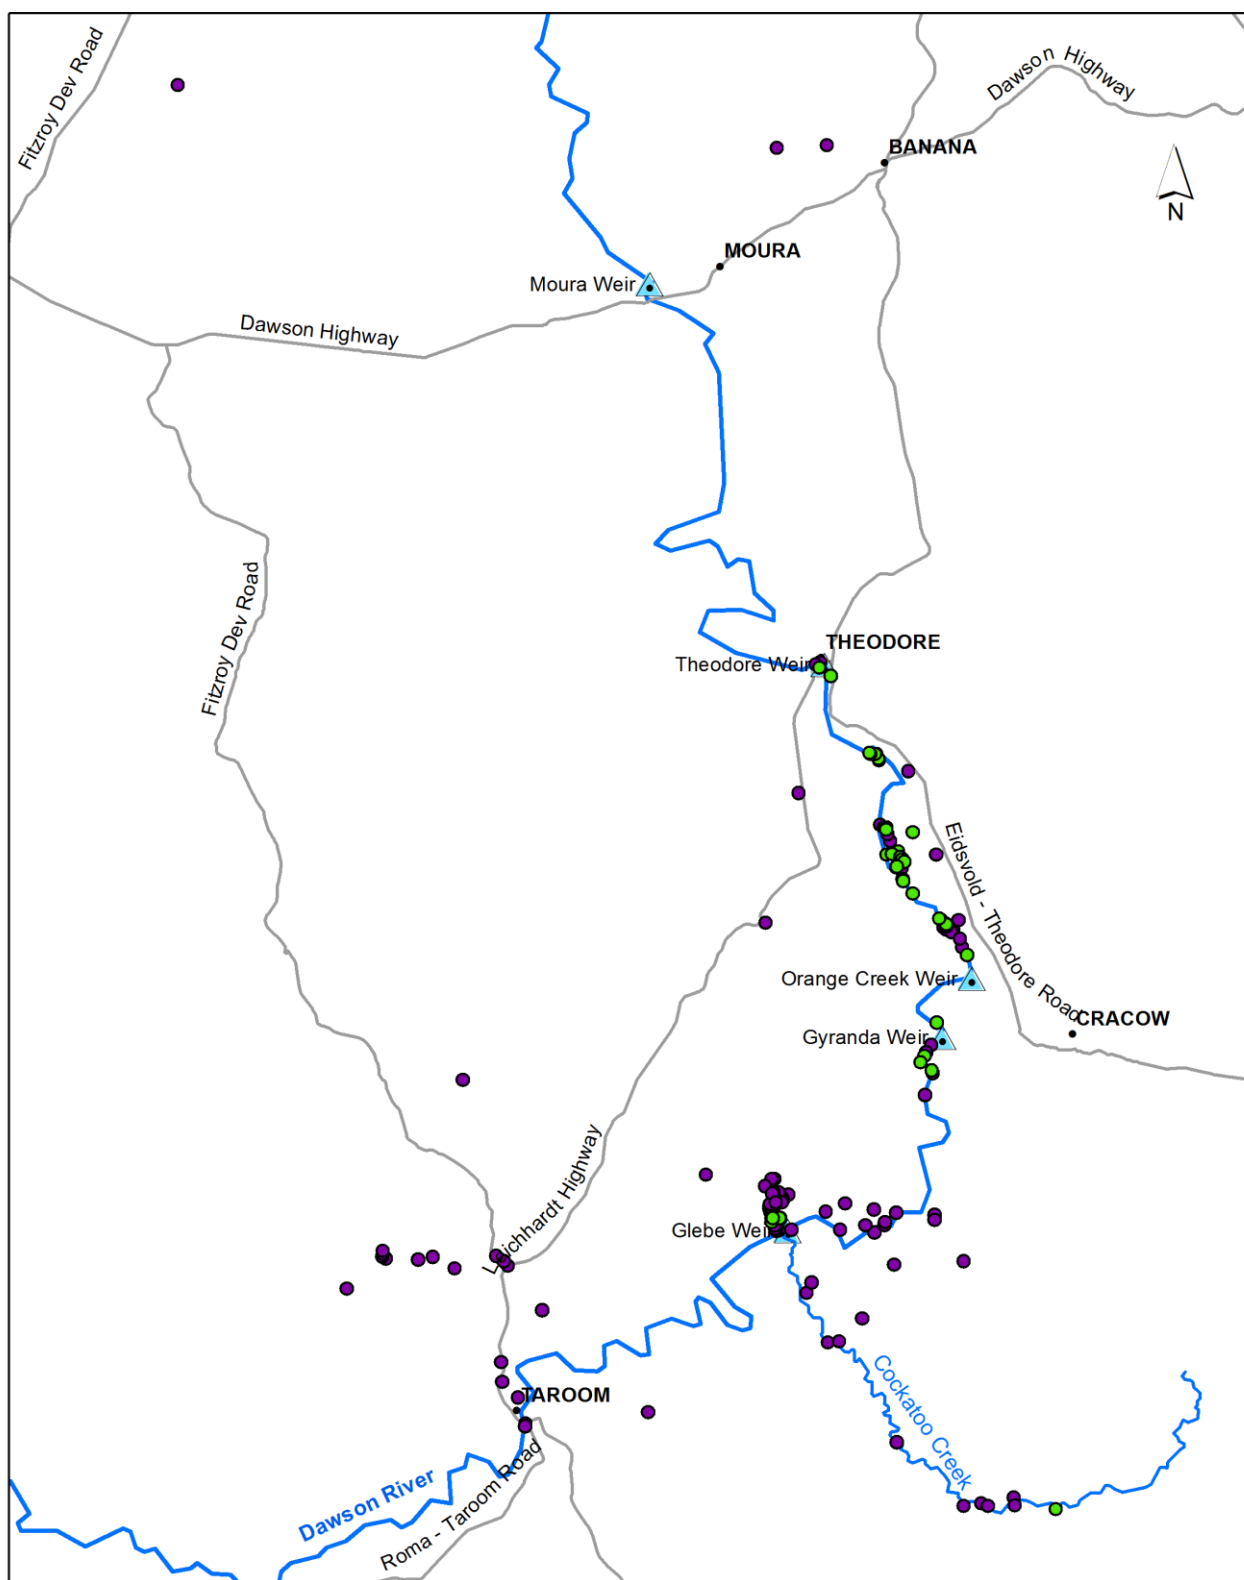 Fitzroy Dev Road
Dawson Highway
BANANA
N
MOURA
Moura Weir
Dawson Highway
Fitzroy Dev Road
THEODORE
Theodore Weir
Eidsvold - Theodore Road
Orange Creek Weir
CRACOW
Gyranda Weir
Leichhardt Highway
Glebe Weir
Cockatoo Creek
TAROOM
Dawson River
Roma - Taroom Road